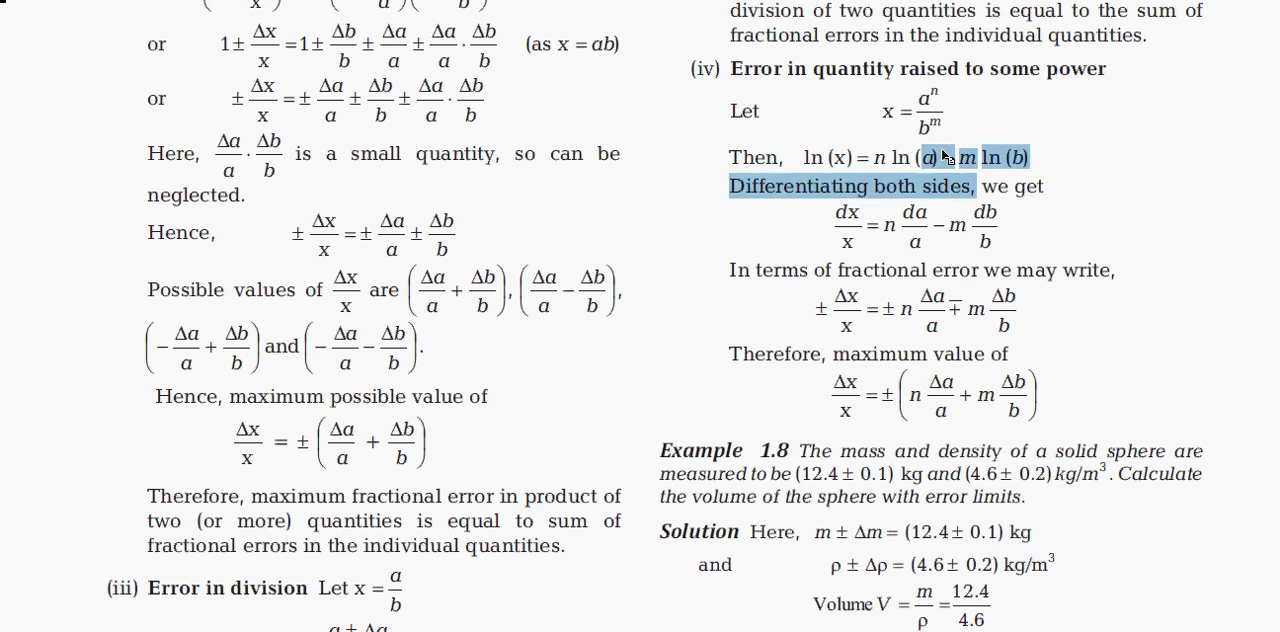 or 1± Δx/x = 1± Δb/b ± Δa/a ± Δa/a · Δb/b (as x = ab)
or ± Δx/x = ± Δa/a ± Δb/b ± Δa/a · Δb/b
Here, Δa/a · Δb/b is a small quantity, so can be
neglected.
Hence, ± Δx/x = ± Δa/a ± Δb/b
Possible values of Δx/x are (Δa/a + Δb/b), (Δa/a − Δb/b),
(− Δa/a + Δb/b) and (− Δa/a − Δb/b).
Hence, maximum possible value of
Δx/x = ± (Δa/a + Δb/b)
Therefore, maximum fractional error in product of
two (or more) quantities is equal to sum of
fractional errors in the individual quantities.
(iii) Error in division Let x = a/b
a ± Δa
division of two quantities is equal to the sum of
fractional errors in the individual quantities.
(iv) Error in quantity raised to some power
Let x = aⁿ/bᵐ
Then, ln (x) = n ln (a) m ln (b)
Differentiating both sides, we get
dx/x = n da/a − m db/b
In terms of fractional error we may write,
± Δx/x = ± n Δa/a ∓ m Δb/b
Therefore, maximum value of
Δx/x = ± (n Δa/a + m Δb/b)
Example 1.8 The mass and density of a solid sphere are
measured to be (12.4 ± 0.1) kg and (4.6 ± 0.2) kg/m³. Calculate
the volume of the sphere with error limits.
Solution Here, m ± Δm = (12.4 ± 0.1) kg
and ρ ± Δρ = (4.6 ± 0.2) kg/m³
Volume V = m/ρ = 12.4/4.6